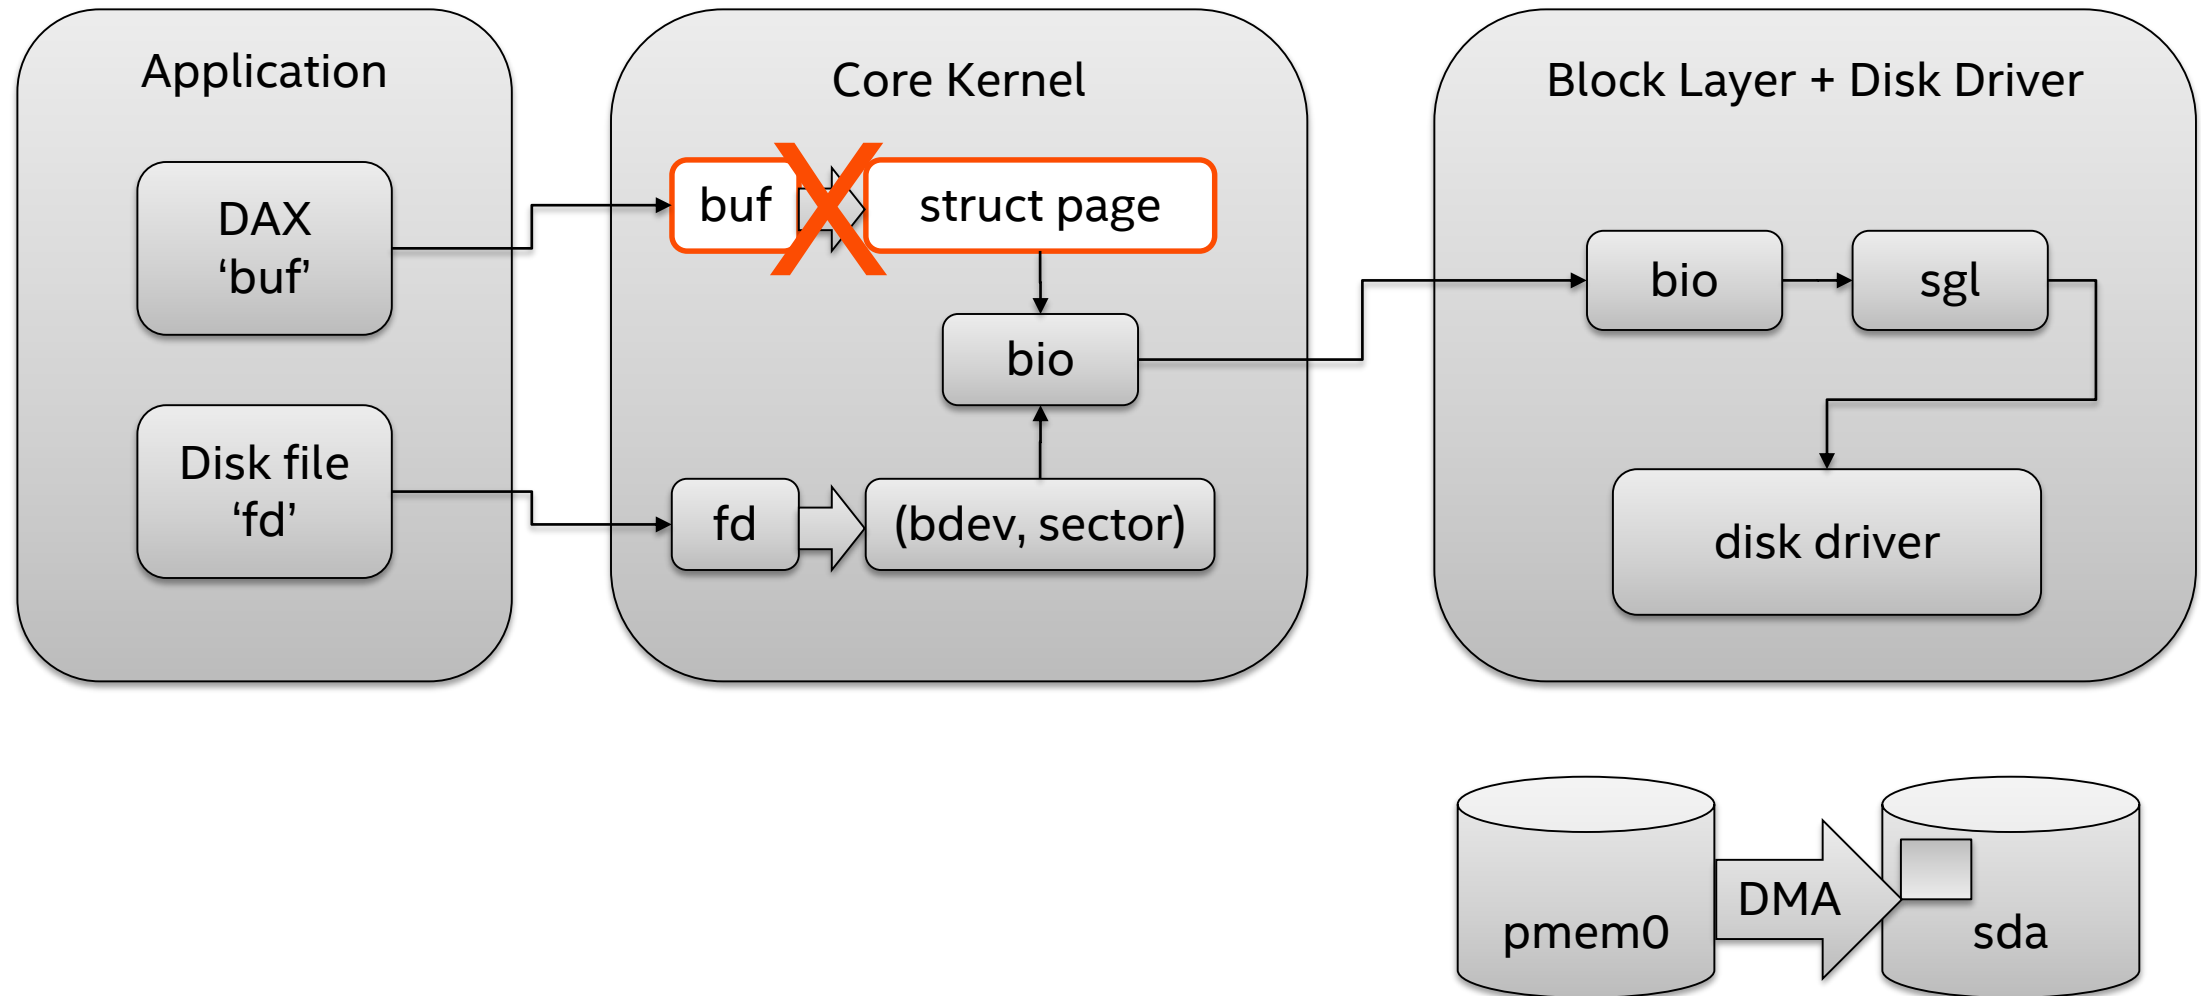 Application
DAX
‘buf’
Disk file
‘fd’
Core Kernel
buf
struct page
bio
fd
(bdev, sector)
Block Layer + Disk Driver
bio
sgl
disk driver
pmem0
DMA
sda